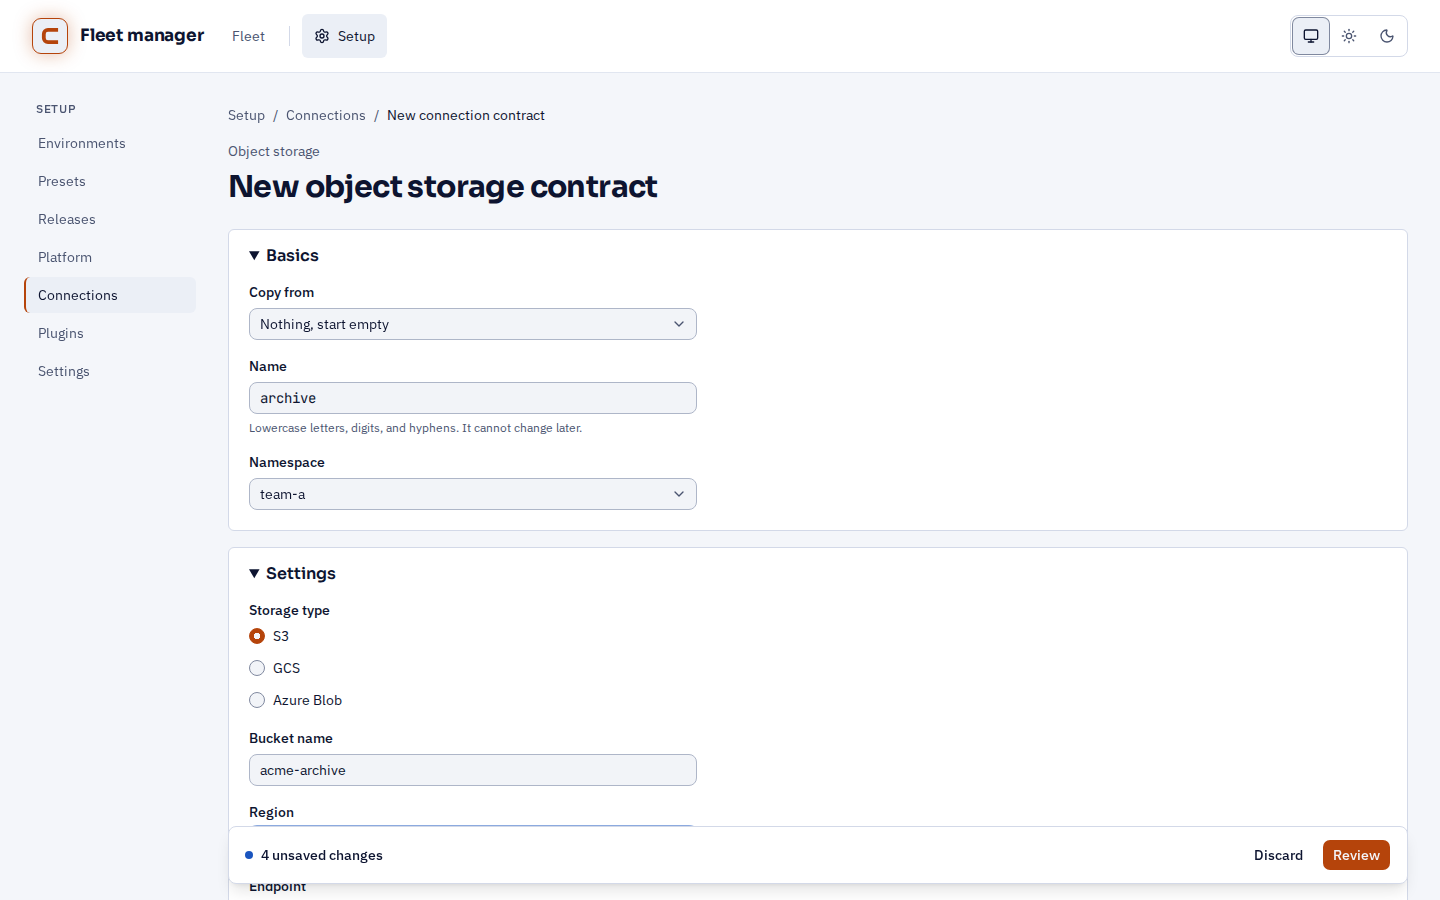 Fleet manager
Fleet
Setup
SETUP
Environments
Presets
Releases
Platform
Connections
Plugins
Settings
Setup / Connections / New connection contract
Object storage
New object storage contract
Basics
Copy from
Nothing, start empty
Name
archive
Lowercase letters, digits, and hyphens. It cannot change later.
Namespace
team-a
Settings
Storage type
S3
GCS
Azure Blob
Bucket name
acme-archive
Region
4 unsaved changes
Discard
Review
Endpoint